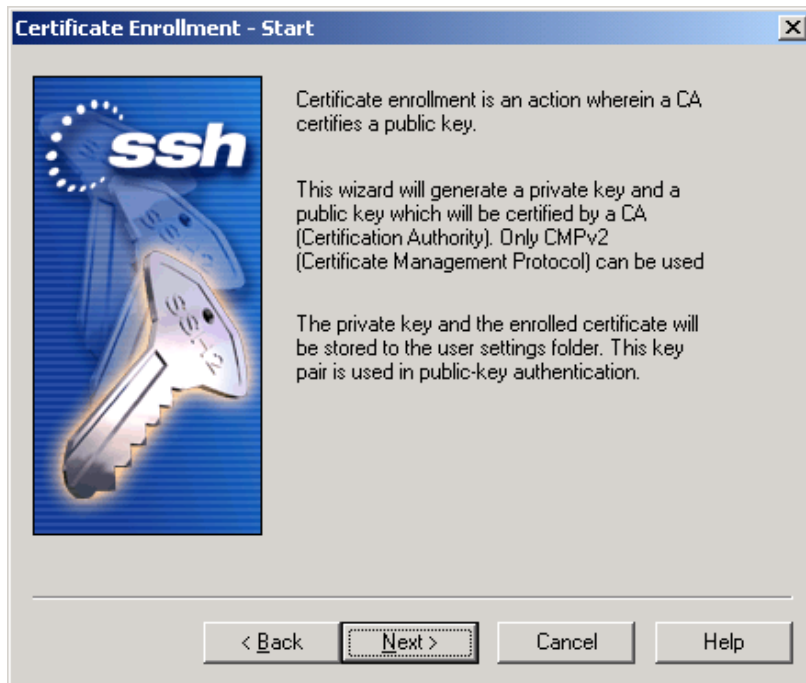 Certificate Enrollment - Start
ssh
Certificate enrollment is an action wherein a CA
certifies a public key.
This wizard will generate a private key and a
public key which will be certified by a CA
(Certification Authority). Only CMPv2
(Certificate Management Protocol) can be used
The private key and the enrolled certificate will
be stored to the user settings folder. This key
pair is used in public-key authentication.
< Back
Next >
Cancel
Help